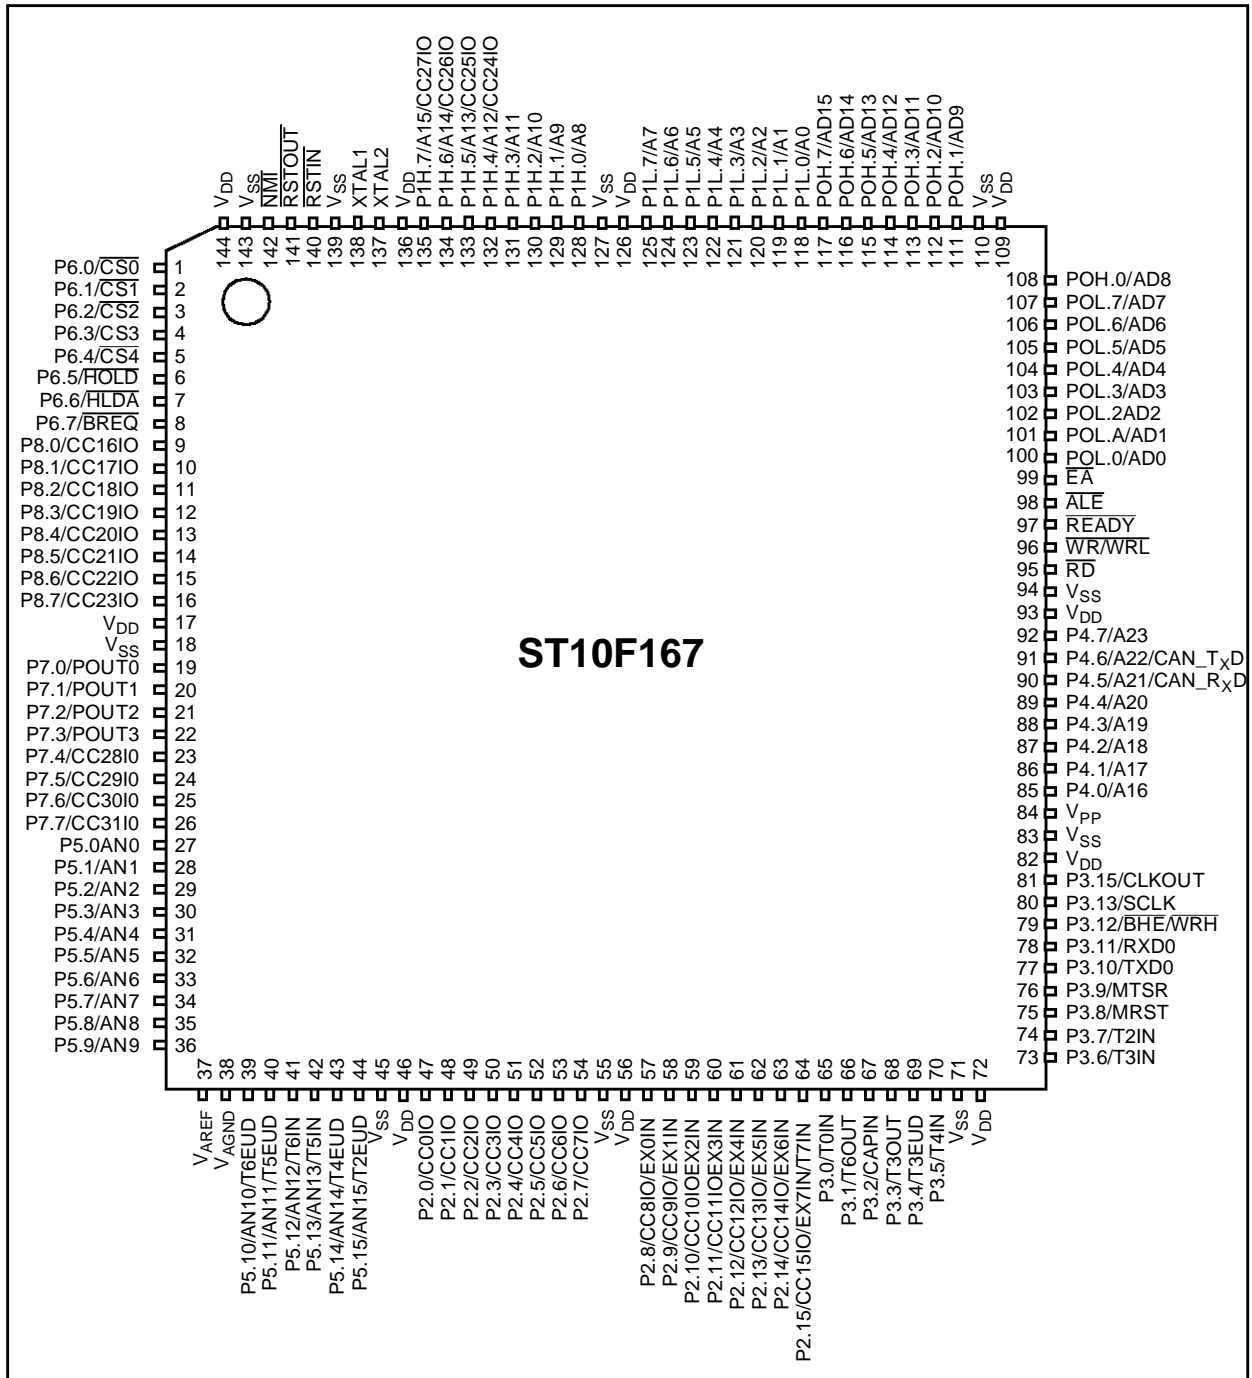 P1H.7/A15/CC27IO
P1H.6/A14/CC26IO
P1H.5/A13/CC25IO
P1H.4/A12/CC24IO
P1H.3/A11
P1H.2/A10
P1H.1/A9
P1H.0/A8
VDD
VSS
NMI
RSTOUT
RSTIN
VSS
XTAL1
XTAL2
VDD
VSS
VDD
P1L.7/A7
P1L.6/A6
P1L.5/A5
P1L.4/A4
P1L.3/A3
P1L.2/A2
P1L.1/A1
P1L.0/A0
POH.7/AD15
POH.6/AD14
POH.5/AD13
POH.4/AD12
POH.3/AD11
POH.2/AD10
POH.1/AD9
VSS
VDD
144 143 142 141 140 139 138 137 136 135 134 133 132 131 130 129 128 127 126 125 124 123 122 121 120 119 118 117 116 115 114 113 112 111 110 109
P6.0/CS0 1
P6.1/CS1 2
P6.2/CS2 3
P6.3/CS3 4
P6.4/CS4 5
P6.5/HOLD 6
P6.6/HLDA 7
P6.7/BREQ 8
P8.0/CC16IO 9
P8.1/CC17IO 10
P8.2/CC18IO 11
P8.3/CC19IO 12
P8.4/CC20IO 13
P8.5/CC21IO 14
P8.6/CC22IO 15
P8.7/CC23IO 16
VDD 17
VSS 18
P7.0/POUT0 19
P7.1/POUT1 20
P7.2/POUT2 21
P7.3/POUT3 22
P7.4/CC28I0 23
P7.5/CC29I0 24
P7.6/CC30I0 25
P7.7/CC31I0 26
P5.0AN0 27
P5.1/AN1 28
P5.2/AN2 29
P5.3/AN3 30
P5.4/AN4 31
P5.5/AN5 32
P5.6/AN6 33
P5.7/AN7 34
P5.8/AN8 35
P5.9/AN9 36
ST10F167
108 POH.0/AD8
107 POL.7/AD7
106 POL.6/AD6
105 POL.5/AD5
104 POL.4/AD4
103 POL.3/AD3
102 POL.2AD2
101 POL.A/AD1
100 POL.0/AD0
99 EA
98 ALE
97 READY
96 WR/WRL
95 RD
94 VSS
93 VDD
92 P4.7/A23
91 P4.6/A22/CAN_TXD
90 P4.5/A21/CAN_RXD
89 P4.4/A20
88 P4.3/A19
87 P4.2/A18
86 P4.1/A17
85 P4.0/A16
84 VPP
83 VSS
82 VDD
81 P3.15/CLKOUT
80 P3.13/SCLK
79 P3.12/BHE/WRH
78 P3.11/RXD0
77 P3.10/TXD0
76 P3.9/MTSR
75 P3.8/MRST
74 P3.7/T2IN
73 P3.6/T3IN
37 38 39 40 41 42 43 44 45 46 47 48 49 50 51 52 53 54 55 56 57 58 59 60 61 62 63 64 65 66 67 68 69 70 71 72
VAREF
VAGND
P5.10/AN10/T6EUD
P5.11/AN11/T5EUD
P5.12/AN12/T6IN
P5.13/AN13/T5IN
P5.14/AN14/T4EUD
P5.15/AN15/T2EUD
VSS
VDD
P2.0/CC0IO
P2.1/CC1IO
P2.2/CC2IO
P2.3/CC3IO
P2.4/CC4IO
P2.5/CC5IO
P2.6/CC6IO
P2.7/CC7IO
VSS
VDD
P2.8/CC8IO/EX0IN
P2.9/CC9IO/EX1IN
P2.10/CC10IOEX2IN
P2.11/CC11IOEX3IN
P2.12/CC12IO/EX4IN
P2.13/CC13IO/EX5IN
P2.14/CC14IO/EX6IN
P2.15/CC15IO/EX7IN/T7IN
P3.0/T0IN
P3.1/T6OUT
P3.2/CAPIN
P3.3/T3OUT
P3.4/T3EUD
P3.5/T4IN
VSS
VDD